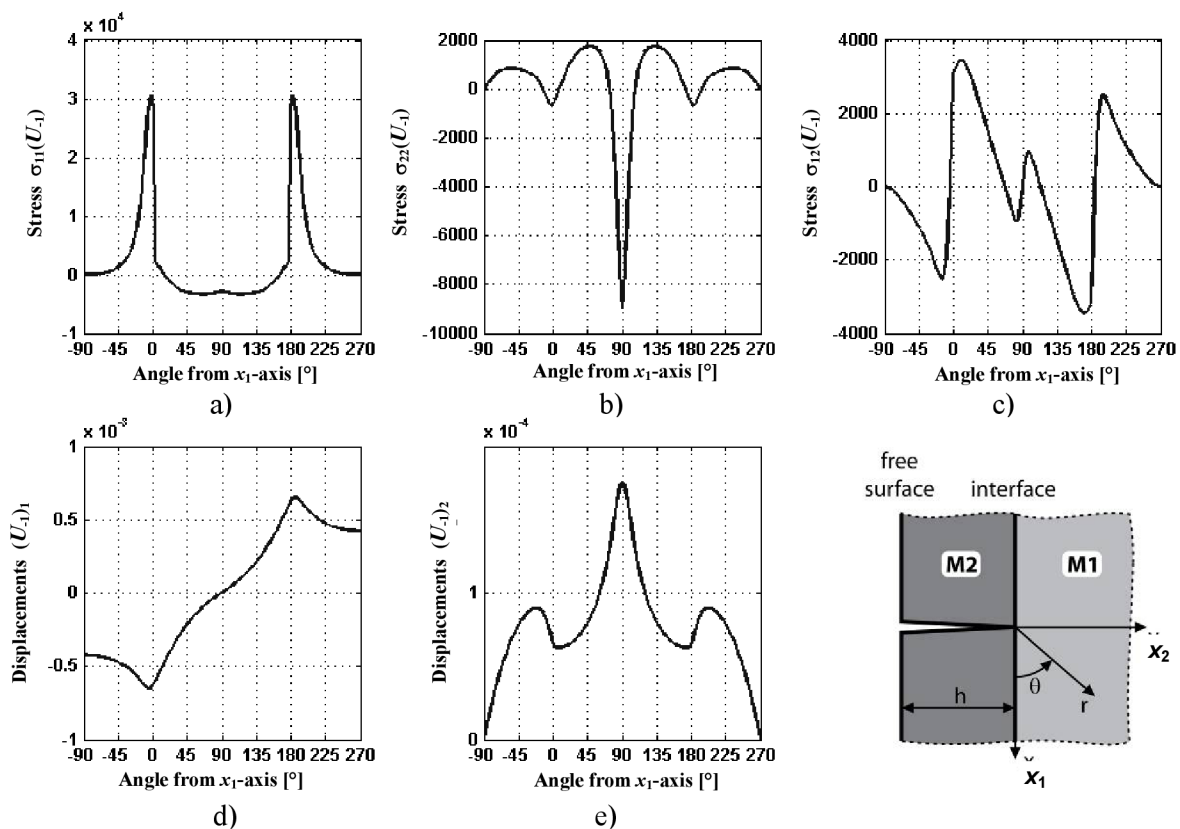 x 10⁴
4
3
2
1
0
-1
-90 -45 0 45 90 135 180 225 270
Stress σ₁₁(U₋₁)
Angle from x₁-axis [°]
a)
2000
0
-2000
-4000
-6000
-8000
-10000
-90 -45 0 45 90 135 180 225 270
Stress σ₂₂(U₋₁)
Angle from x₁-axis [°]
b)
4000
2000
0
-2000
-4000
-90 -45 0 45 90 135 180 225 270
Stress σ₁₂(U₋₁)
Angle from x₁-axis [°]
c)
x 10⁻³
1
0.5
0
-0.5
-1
-90 -45 0 45 90 135 180 225 270
Displacements (U₋₁)₁
Angle from x₁-axis [°]
d)
x 10⁻⁴
1
0
-90 -45 0 45 90 135 180 225 270
Displacements (U₋₁)₂
Angle from x₁-axis [°]
e)
free
surface
interface
M2
M1
x₂
θ
h
r
x₁